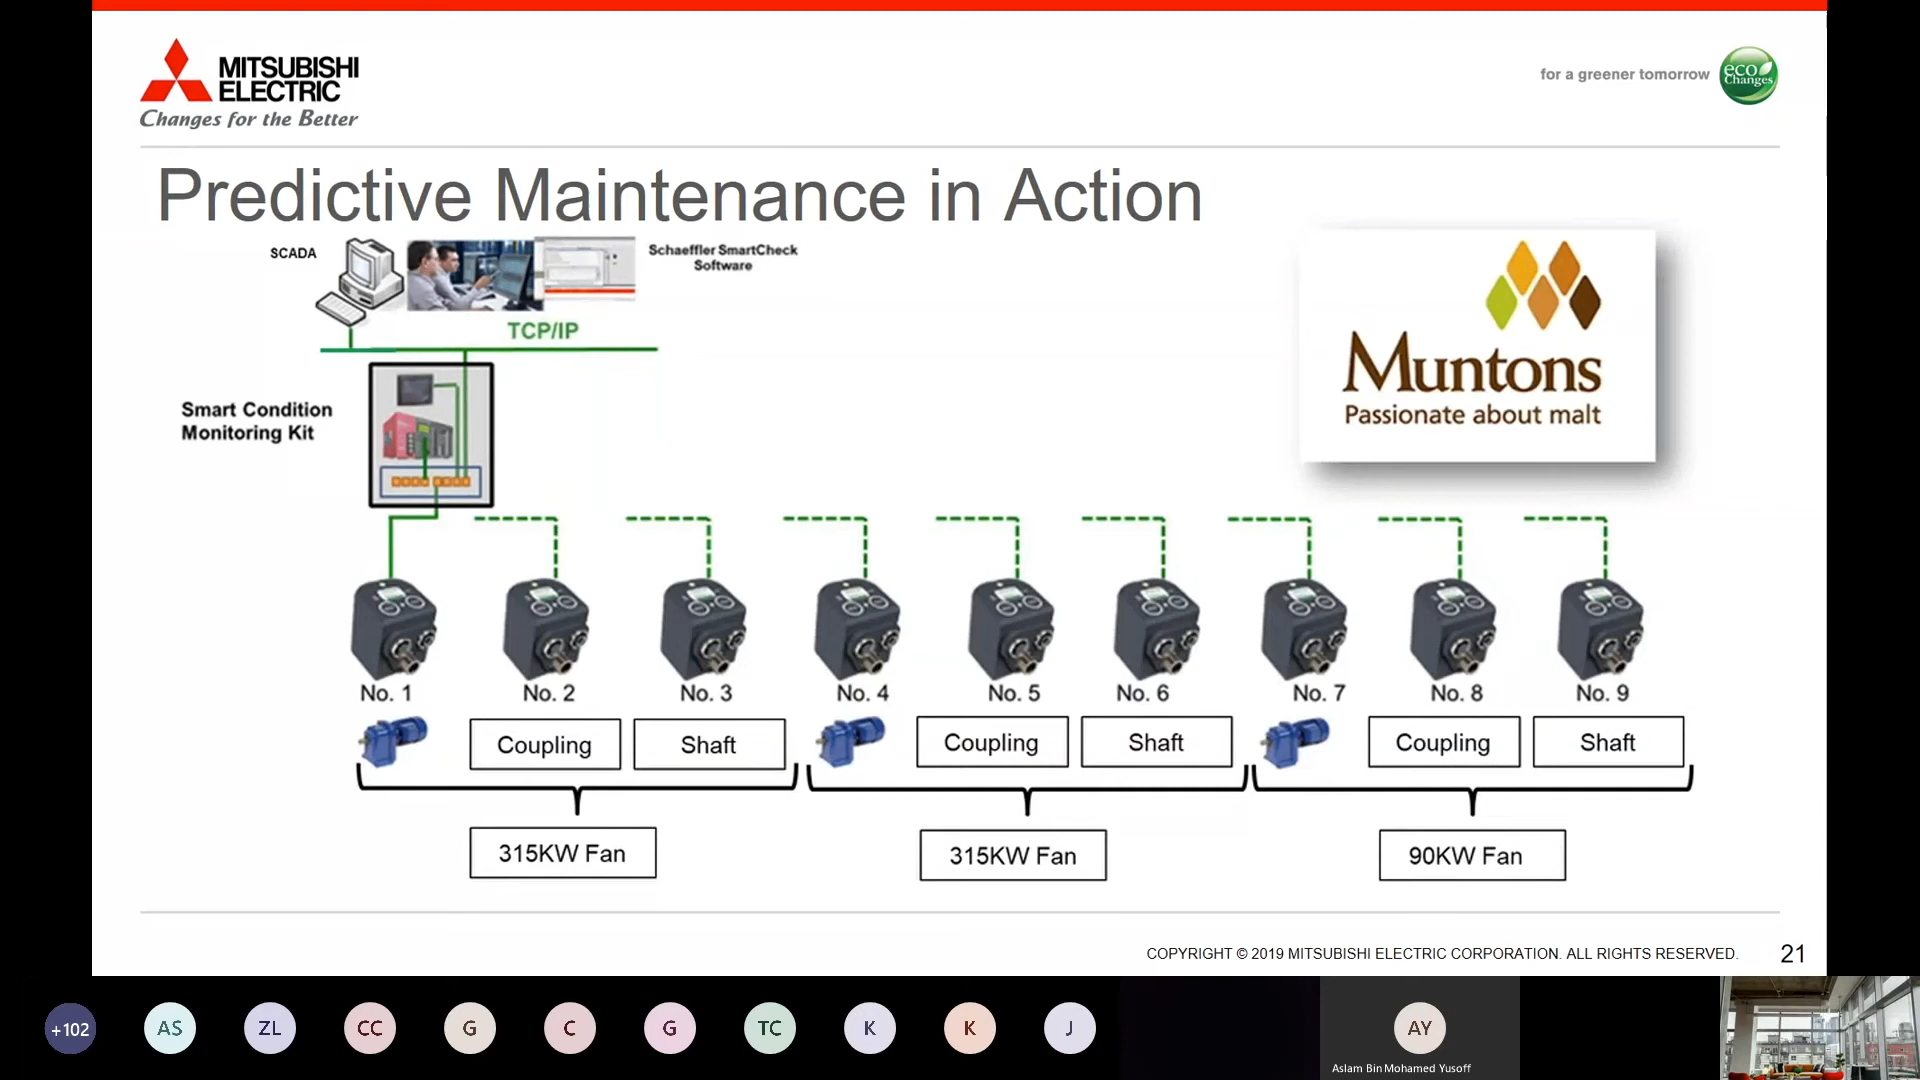 MITSUBISHI
ELECTRIC
Changes for the Better
for a greener tomorrow
eco
Changes
Predictive Maintenance in Action
SCADA
Schaeffler SmartCheck
Software
TCP/IP
Muntons
Passionate about malt
Smart Condition
Monitoring Kit
No. 1
No. 2
No. 3
No. 4
No. 5
No. 6
No. 7
No. 8
No. 9
Coupling
Shaft
Coupling
Shaft
Coupling
Shaft
315KW Fan
315KW Fan
90KW Fan
COPYRIGHT © 2019 MITSUBISHI ELECTRIC CORPORATION. ALL RIGHTS RESERVED.
21
+102
AS
ZL
CC
G
C
G
TC
K
K
J
AY
Aslam Bin Mohamed Yusoff